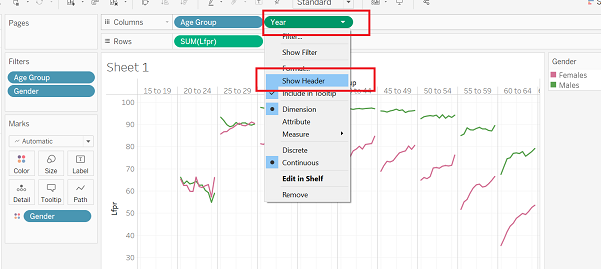 Standard
Pages
Columns
Age Group
Year
Rows
SUM(Lfpr)
Filters
Age Group
Gender
Marks
Automatic
Color
Size
Label
Detail
Tooltip
Path
Gender
Sheet 1
15 to 19
20 to 24
25 to 29
45 to 49
50 to 54
55 to 59
60 to 64
100
90
80
70
60
50
40
30
Lfpr
Filter...
Show Filter
Format...
Show Header
Include in Tooltip
Dimension
Attribute
Measure
Discrete
Continuous
Edit in Shelf
Remove
Gender
Females
Males